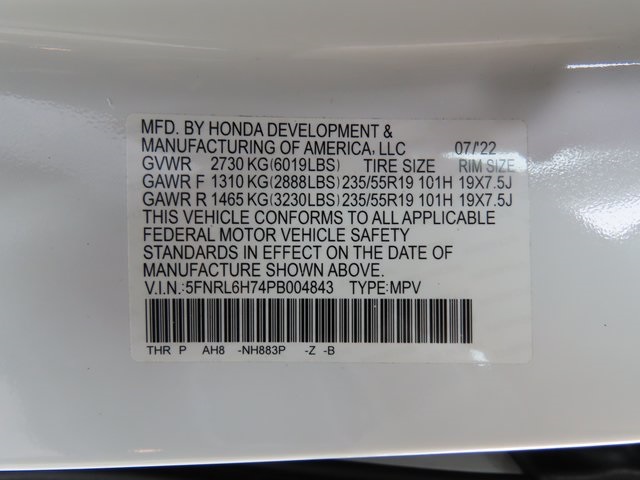 MFD. BY HONDA DEVELOPMENT &
MANUFACTURING OF AMERICA, LLC 07/'22
GVWR 2730 KG(6019LBS) TIRE SIZE RIM SIZE
GAWR F 1310 KG(2888LBS) 235/55R19 101H 19X7.5J
GAWR R 1465 KG(3230LBS) 235/55R19 101H 19X7.5J
THIS VEHICLE CONFORMS TO ALL APPLICABLE
FEDERAL MOTOR VEHICLE SAFETY
STANDARDS IN EFFECT ON THE DATE OF
MANUFACTURE SHOWN ABOVE.
V.I.N.:5FNRL6H74PB004843 TYPE:MPV
THR P AH8 -NH883P -Z -B